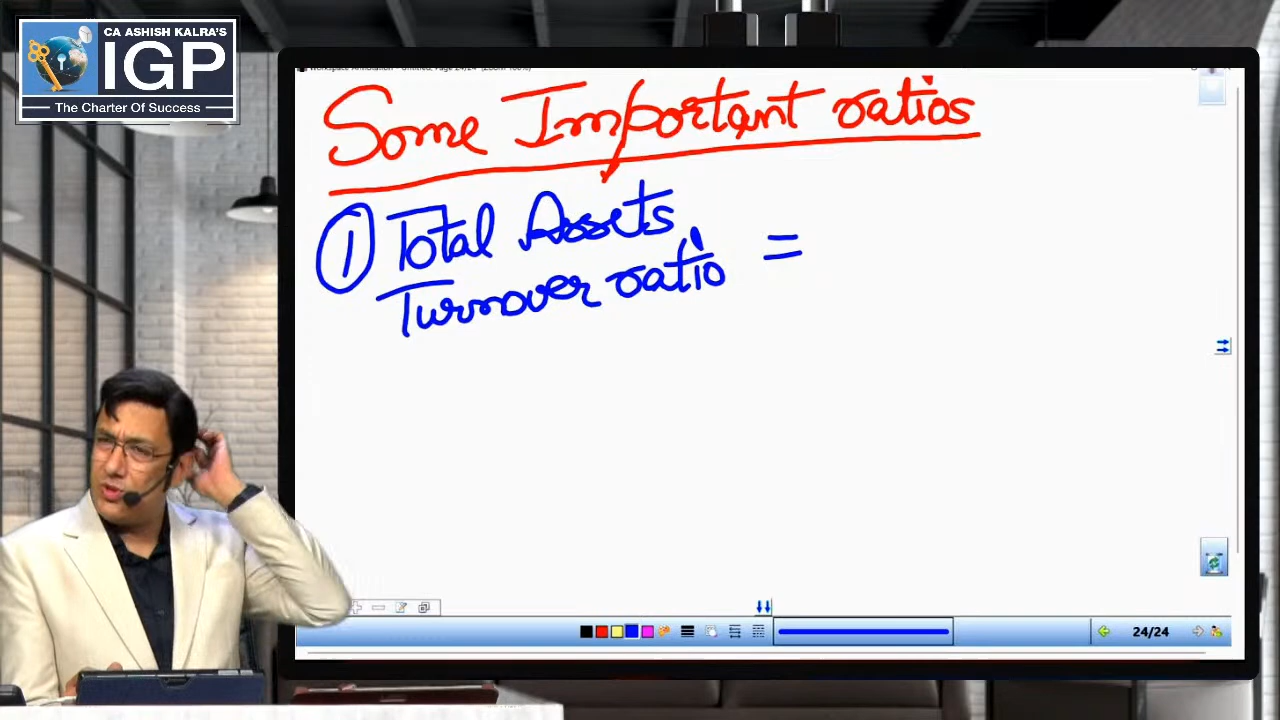 CA ASHISH KALRA'S
IGP
The Charter Of Success
Some Important ratios
① Total Assets
Turnover ratio =
24/24